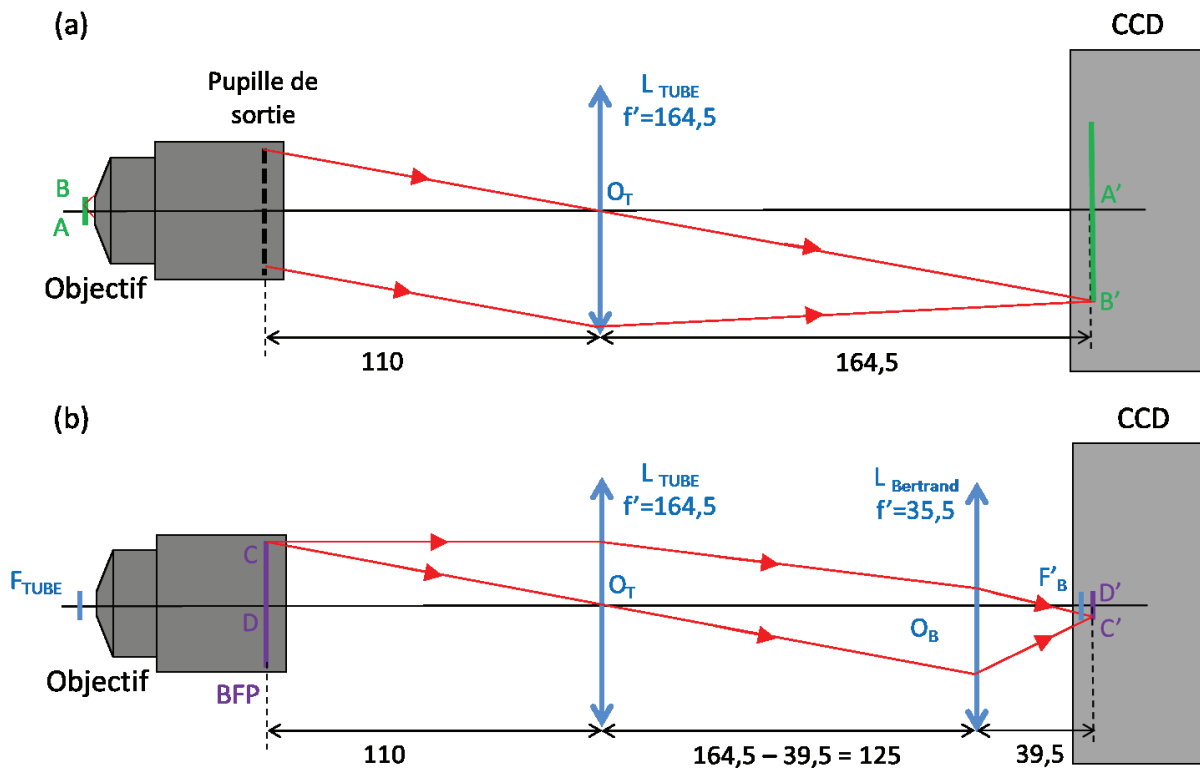 (a)
CCD
Pupille de
sortie
L TUBE
f'=164,5
B
A
O_T
A'
B'
Objectif
110
164,5
(b)
CCD
L TUBE
f'=164,5
L Bertrand
f'=35,5
F_TUBE
C
D
O_T
O_B
F'_B
D'
C'
Objectif
BFP
110
164,5 – 39,5 = 125
39,5